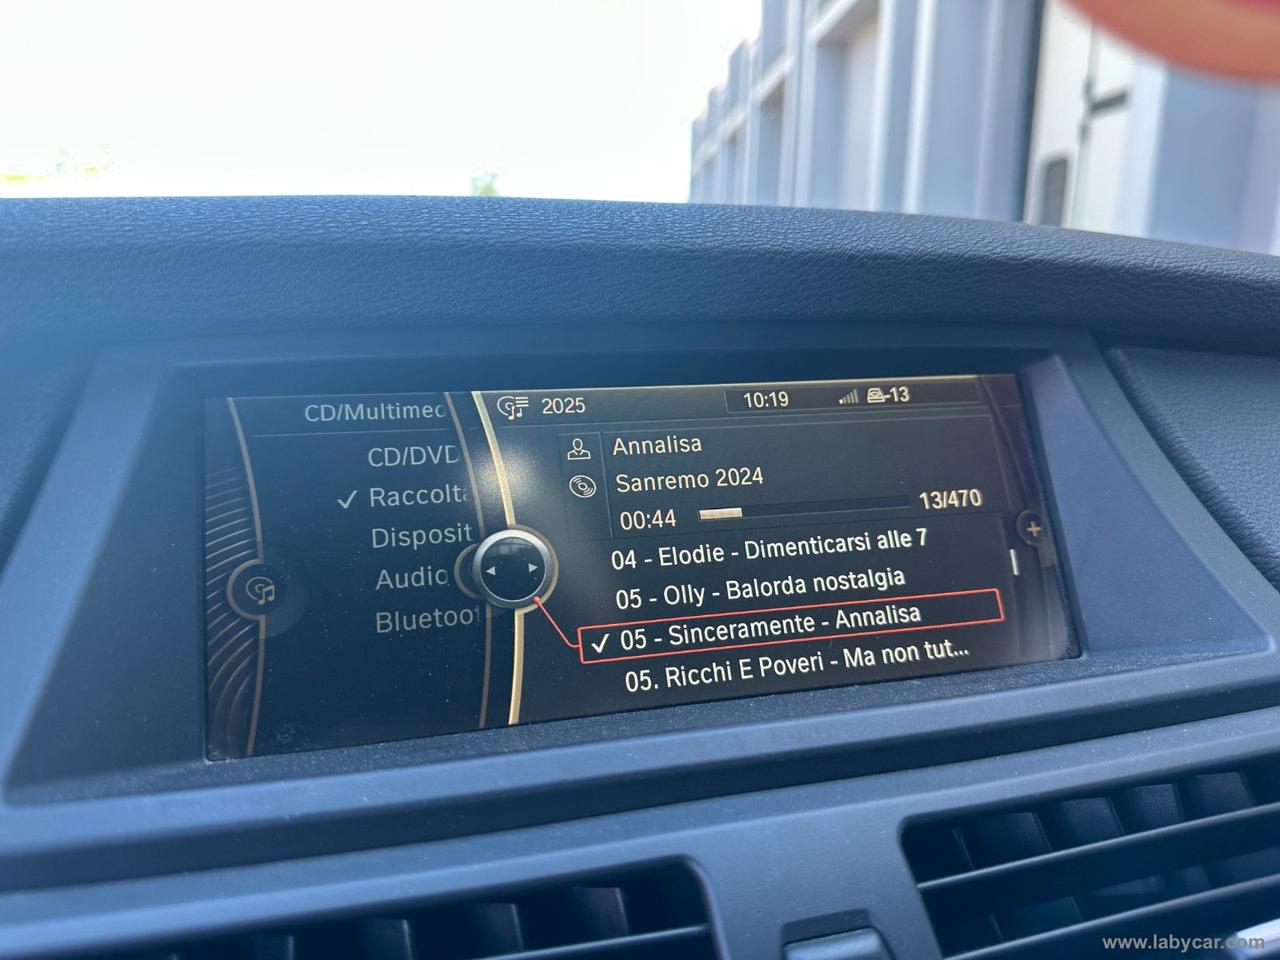 CD/Multimed
CD/DVD
✓ Raccolta
Disposit
Audio
Bluetoot
2025
10:19
-13
Annalisa
Sanremo 2024
00:44
13/470
04 - Elodie - Dimenticarsi alle 7
05 - Olly - Balorda nostalgia
✓ 05 - Sinceramente - Annalisa
05. Ricchi E Poveri - Ma non tut...
www.labycar.com